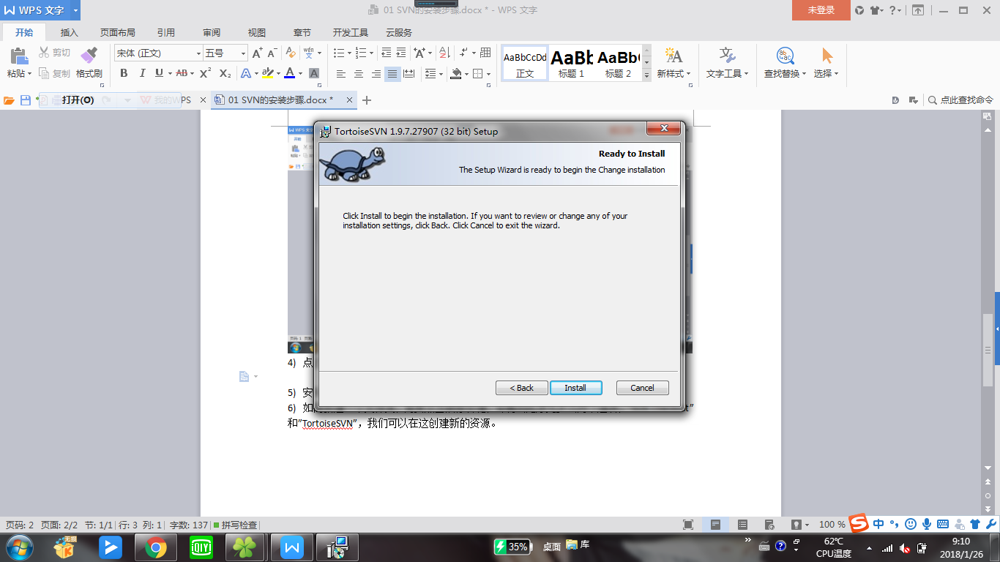 WPS 文字
01 SVN的安装步骤.docx * - WPS 文字
未登录
开始 插入 页面布局 引用 审阅 视图 章节 开发工具 云服务
粘贴 剪切 复制 格式刷
宋体 (正文) 五号
AaBbCcDd 正文
AaBb 标题 1
AaBb 标题 2
新样式 文字工具 查找替换 选择
打开(O)
我的WPS
01 SVN的安装步骤.docx *
点此查找命令
TortoiseSVN 1.9.7.27907 (32 bit) Setup
Ready to Install
The Setup Wizard is ready to begin the Change installation
Click Install to begin the installation. If you want to review or change any of your
installation settings, click Back. Click Cancel to exit the wizard.
< Back Install Cancel
4) 点
5) 安
6) 如
和”TortoiseSVN”，我们可以在这创建新的资源。
页码: 2 页面: 2/2 节: 1/1 行: 3 列: 1 字数: 137 拼写检查
100 %
中
无损
QIY
35%
桌面
库
62℃
CPU温度
9:10
2018/1/26